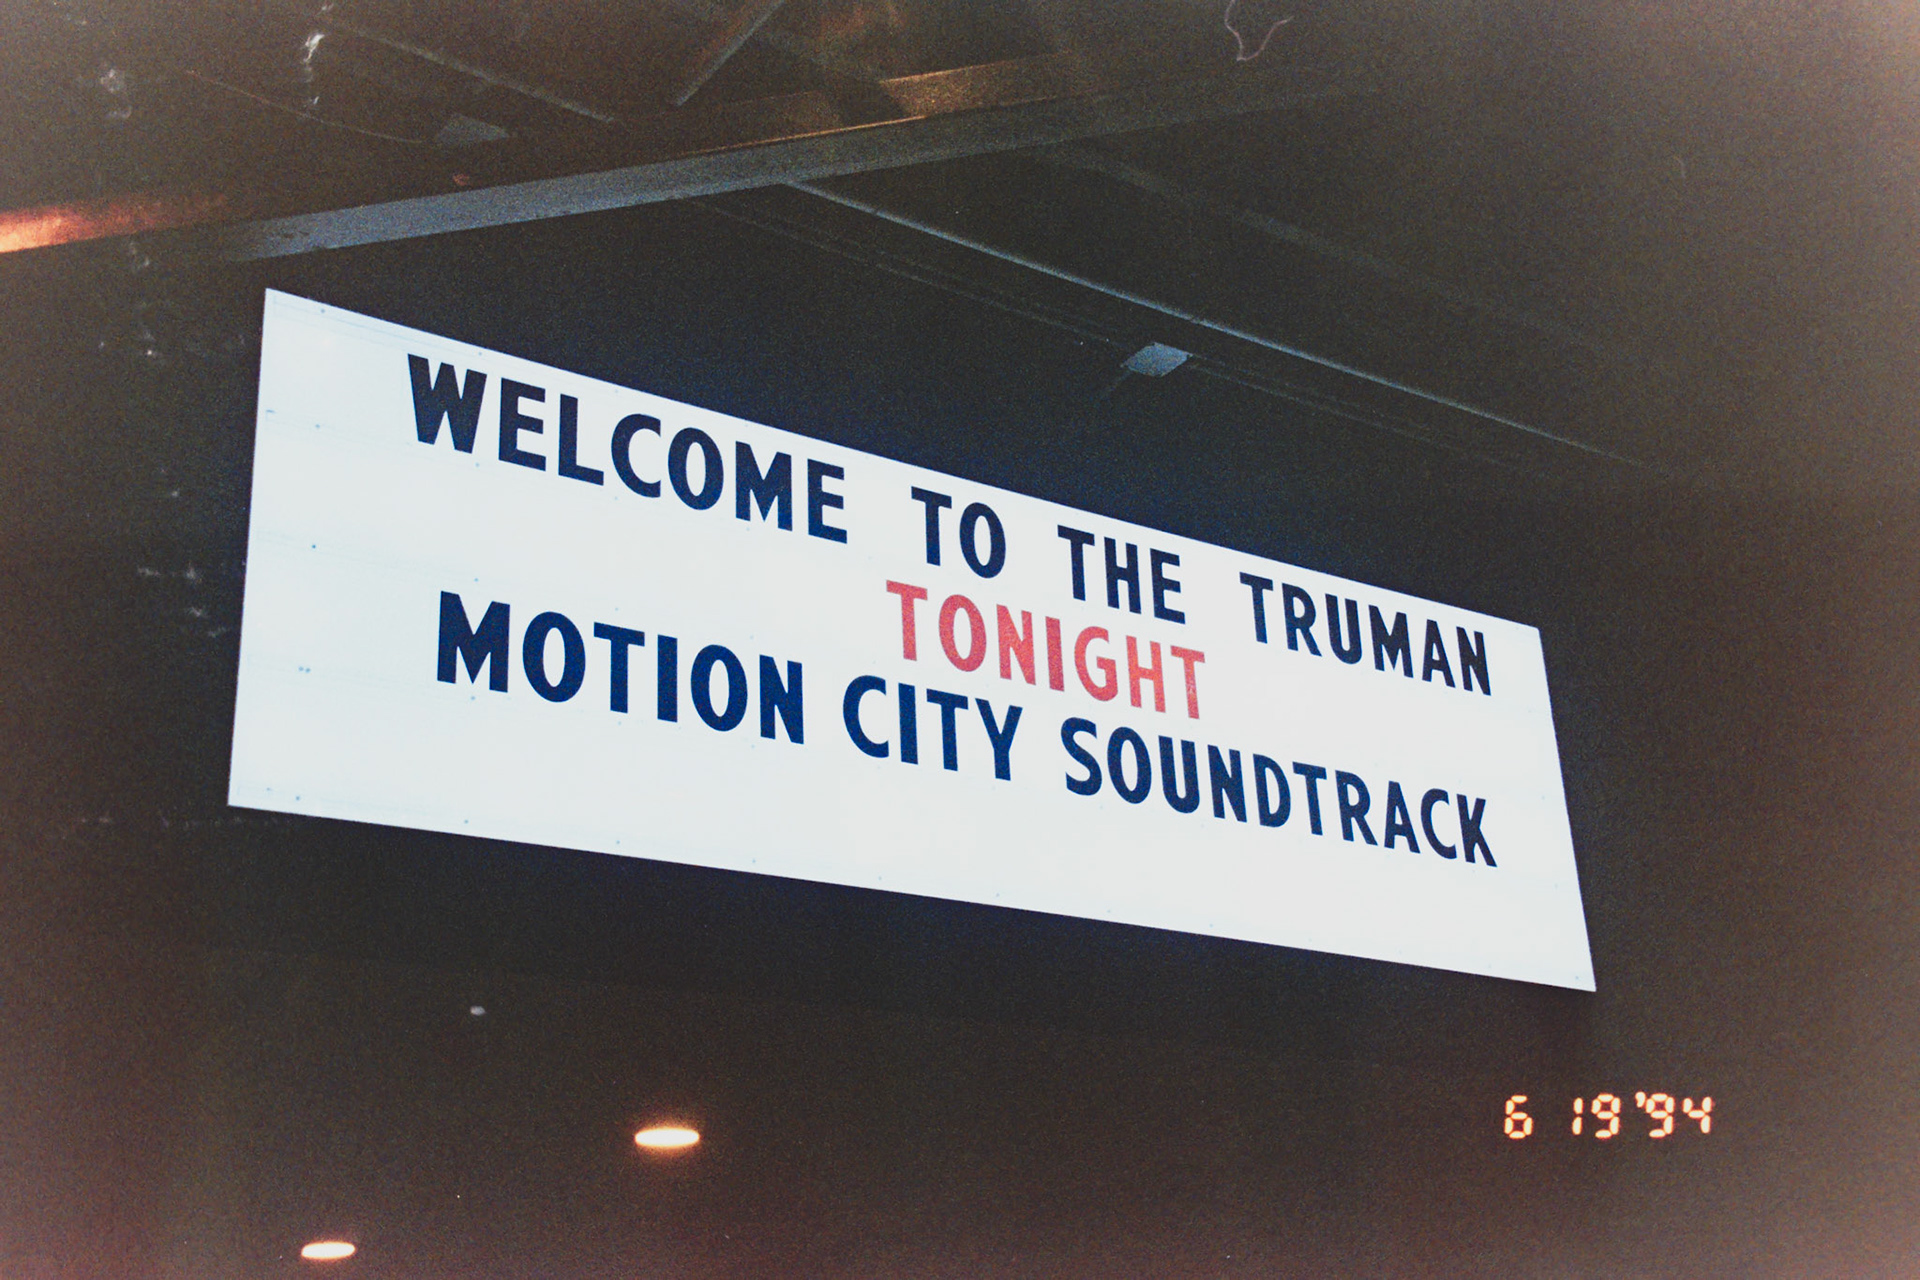 WELCOME TO THE TRUMAN
TONIGHT
MOTION CITY SOUNDTRACK
6 19 '94